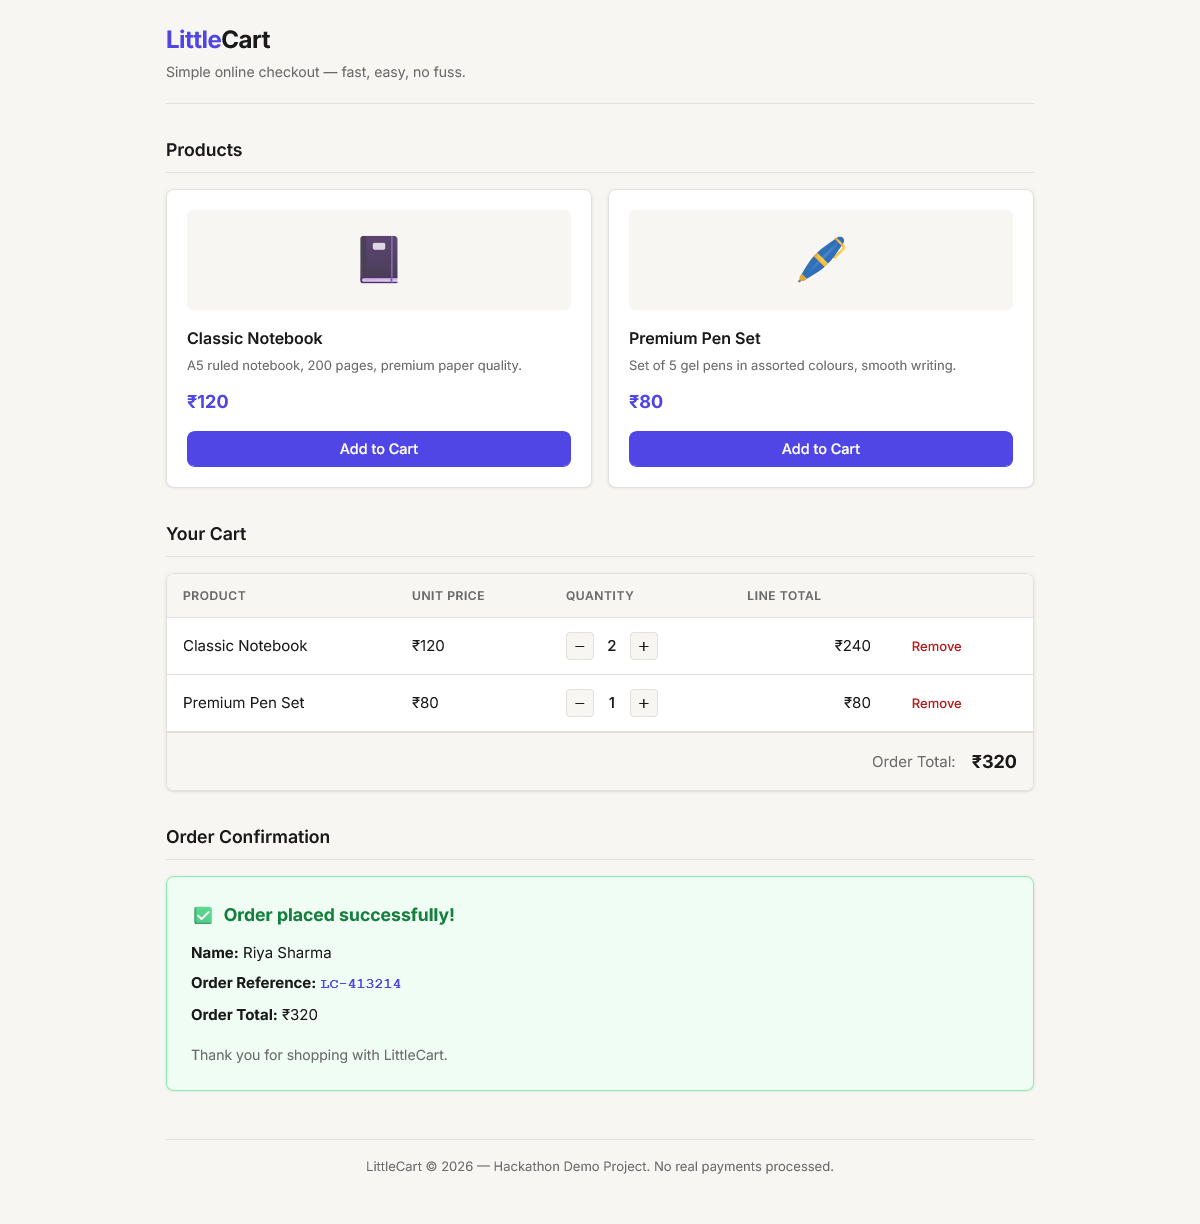 LittleCart
Simple online checkout — fast, easy, no fuss.
Products
Classic Notebook
A5 ruled notebook, 200 pages, premium paper quality.
₹120
Add to Cart
Premium Pen Set
Set of 5 gel pens in assorted colours, smooth writing.
₹80
Add to Cart
Your Cart
PRODUCT UNIT PRICE QUANTITY LINE TOTAL
Classic Notebook ₹120 − 2 + ₹240 Remove
Premium Pen Set ₹80 − 1 + ₹80 Remove
Order Total: ₹320
Order Confirmation
✅ Order placed successfully!
Name: Riya Sharma
Order Reference: LC-413214
Order Total: ₹320
Thank you for shopping with LittleCart.
LittleCart © 2026 — Hackathon Demo Project. No real payments processed.